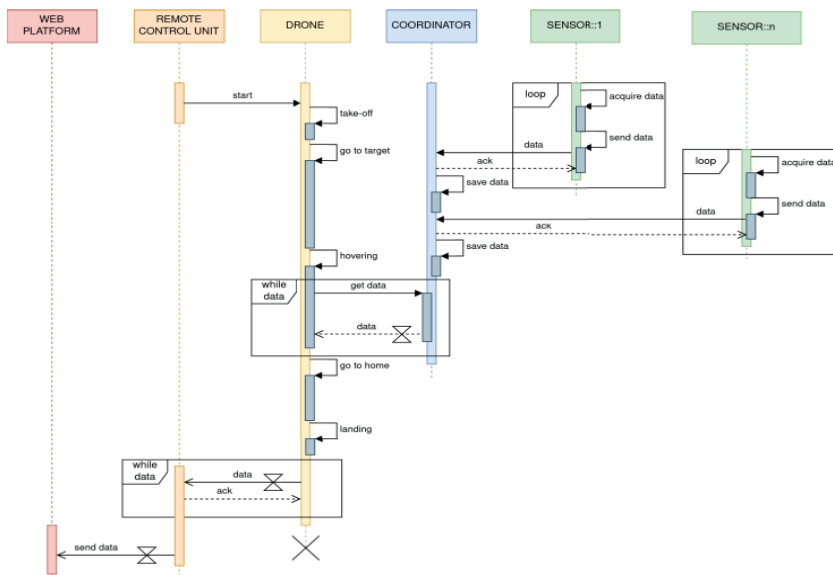 WEB
PLATFORM
REMOTE
CONTROL UNIT
DRONE
COORDINATOR
SENSOR::1
SENSOR::n
start
take-off
go to target
loop
acquire data
send data
data
ack
save data
loop
acquire data
send data
data
ack
save data
hovering
while
data
get data
data
go to home
landing
while
data
data
ack
send data